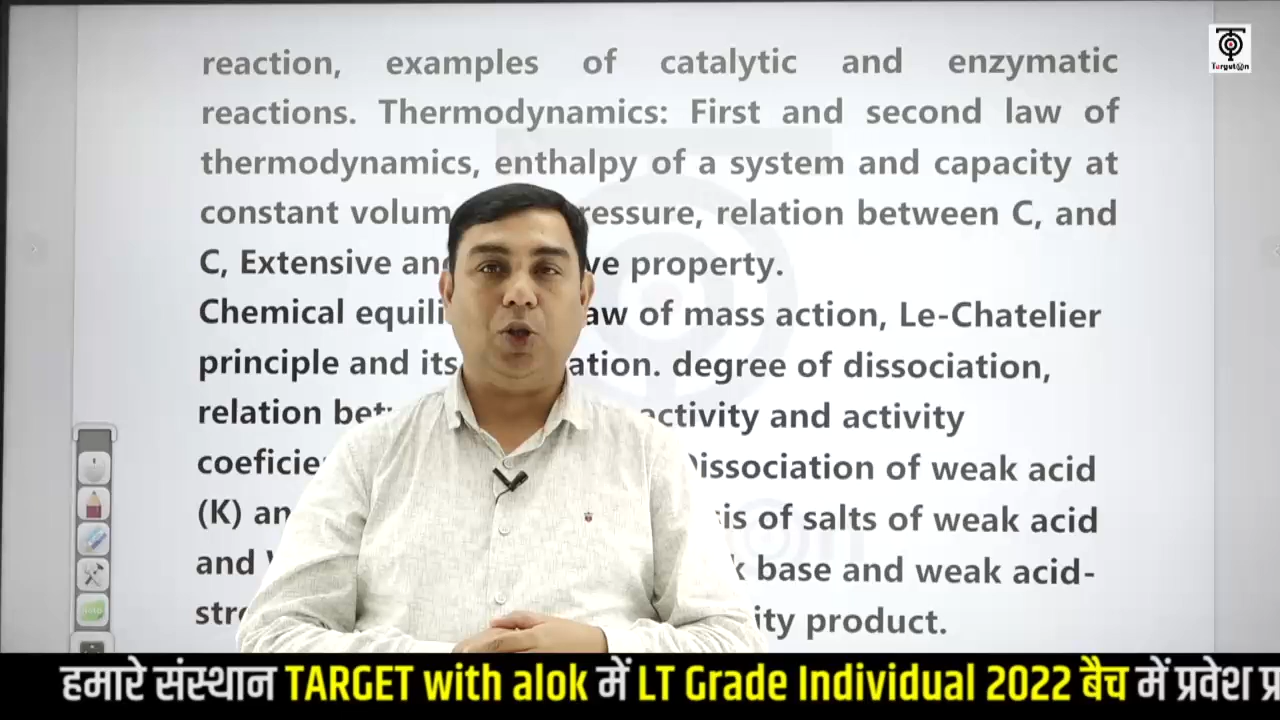 reaction, examples of catalytic and enzymatic
reactions. Thermodynamics: First and second law of
thermodynamics, enthalpy of a system and capacity at
constant volum ressure, relation between C, and
C, Extensive an ve property.
Chemical equili aw of mass action, Le-Chatelier
principle and its ation. degree of dissociation,
relation bet activity and activity
coeficie Dissociation of weak acid
(K) an is of salts of weak acid
and k base and weak acid-
stro ity product.
हमारे संस्थान TARGET with alok में LT Grade Individual 2022 बैच में प्रवेश प्र